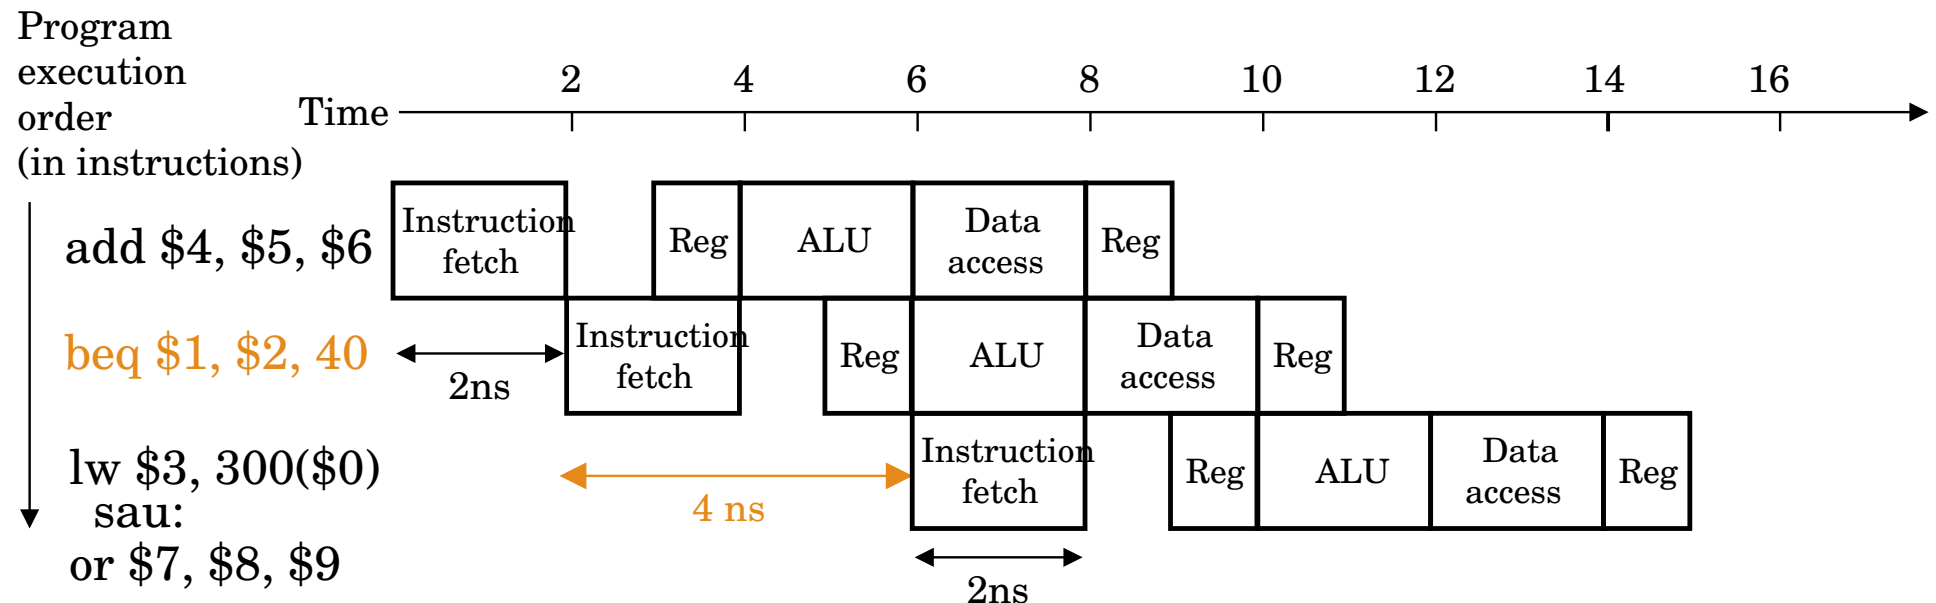 Program
execution
order
(in instructions)
Time
2 4 6 8 10 12 14 16
add $4, $5, $6
Instruction
fetch
Reg
ALU
Data
access
Reg
beq $1, $2, 40
2ns
Instruction
fetch
Reg
ALU
Data
access
Reg
lw $3, 300($0)
sau:
or $7, $8, $9
4 ns
Instruction
fetch
Reg
ALU
Data
access
Reg
2ns